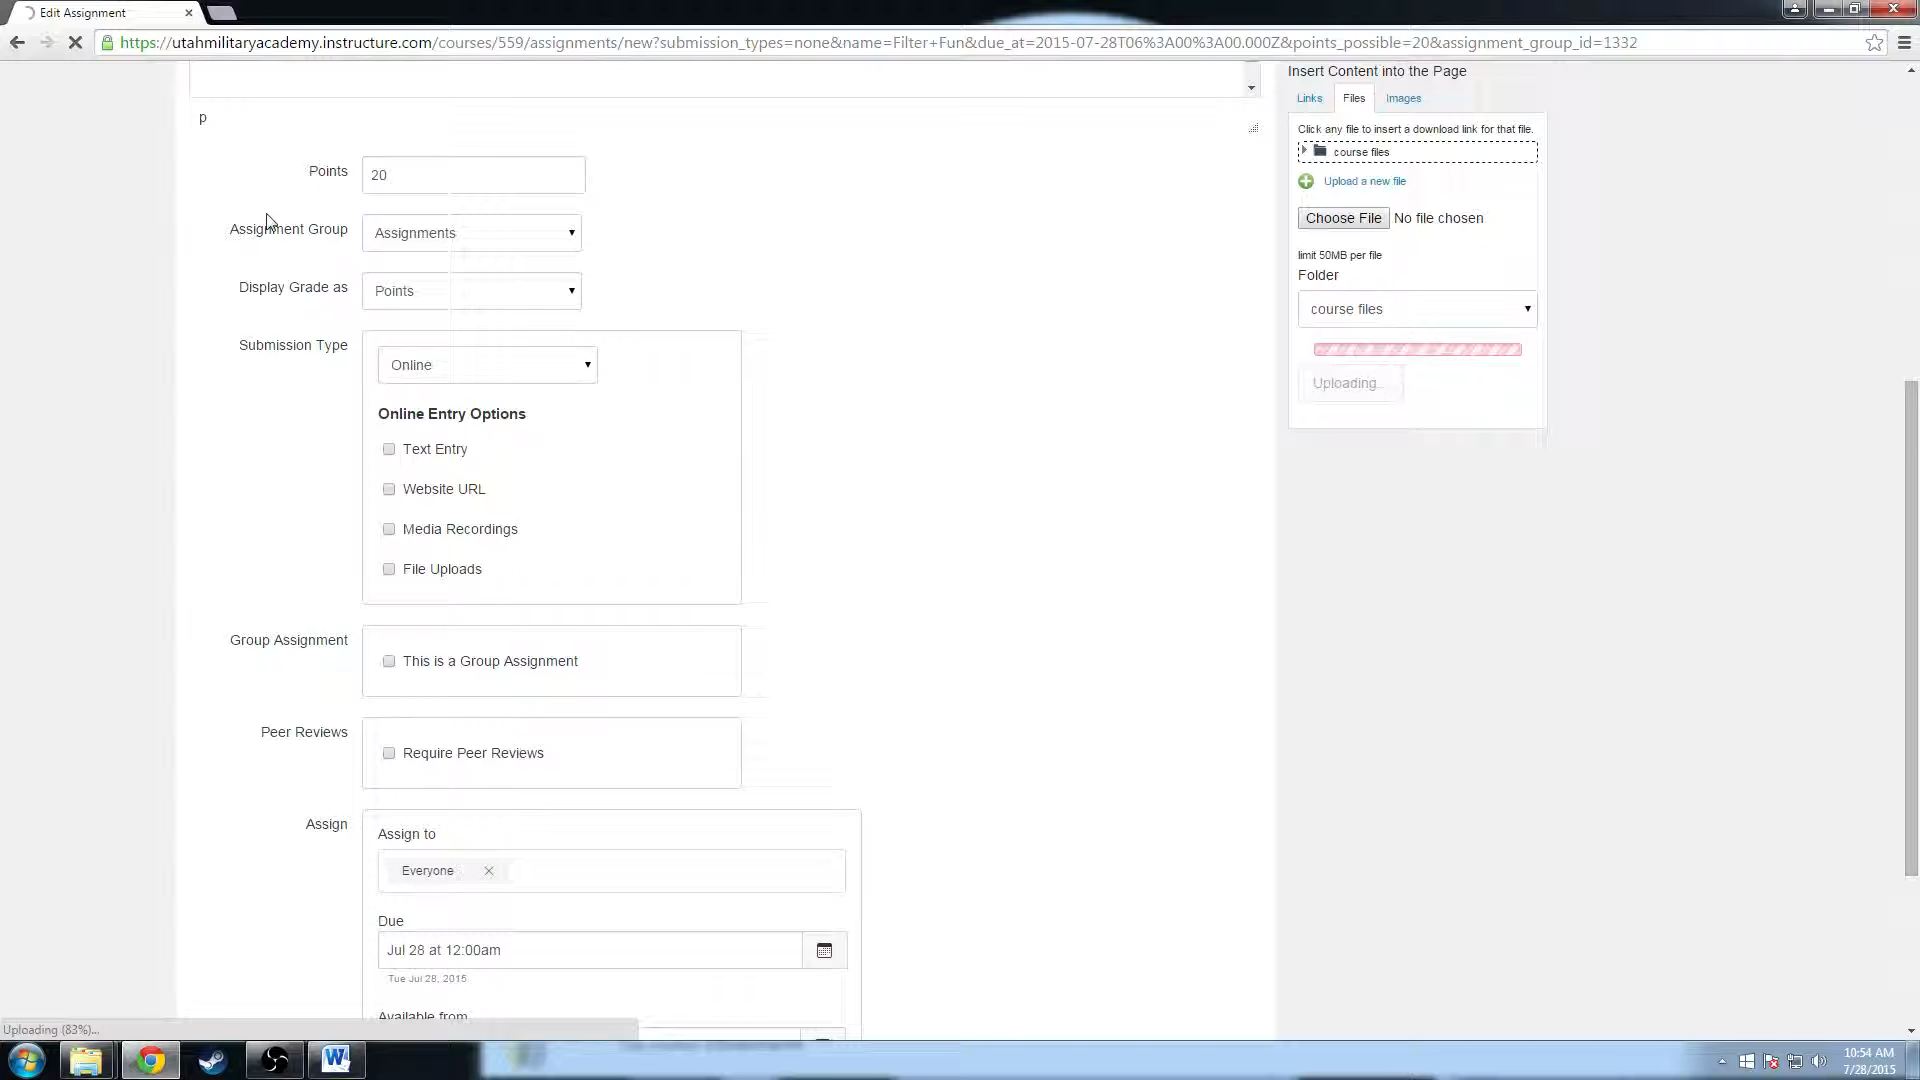 Edit Assignment
https://utahmilitaryacademy.instructure.com/courses/559/assignments/new?submission_types=none&name=Filter+Fun&due_at=2015-07-28T06%3A00%3A00.000Z&points_possible=20&assignment_group_id=1332
Insert Content into the Page
Links Files Images
Click any file to insert a download link for that file.
course files
Upload a new file
Choose File No file chosen
limit 50MB per file
Folder
course files
Uploading...
p
Points 20
Assignment Group Assignments
Display Grade as Points
Submission Type Online
Online Entry Options
Text Entry
Website URL
Media Recordings
File Uploads
Group Assignment This is a Group Assignment
Peer Reviews Require Peer Reviews
Assign Assign to
Everyone
Due
Jul 28 at 12:00am
Tue Jul 28, 2015
Available from
Uploading (83%)...
10:54 AM
7/28/2015